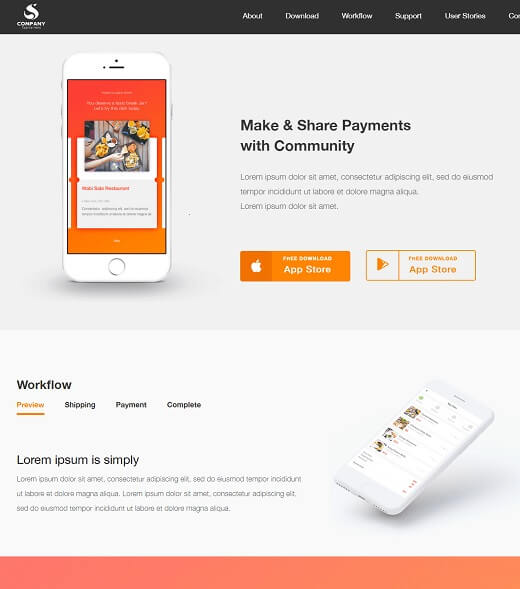 COMPANY
About Download Workflow Support User Stories
You deserve a tasty break Jar!
Let's try this dish today
Make & Share Payments
with Community
Lorem ipsum dolor sit amet, consectetur adipiscing elit, sed do eiusmod
tempor incididunt ut labore et dolore magna aliqua.
Lorem ipsum dolor sit amet.
Wabi Sabi Restaurant
FREE DOWNLOAD
App Store
FREE DOWNLOAD
App Store
Workflow
Preview Shipping Payment Complete
Lorem ipsum is simply
Lorem ipsum dolor sit amet, consectetur adipiscing elit, sed do eiusmod tempor incididunt
ut labore et dolore magna aliqua. Lorem ipsum dolor sit amet, consectetur adipiscing elit,
sed do eiusmod tempor incididunt ut labore et dolore magna aliqua.